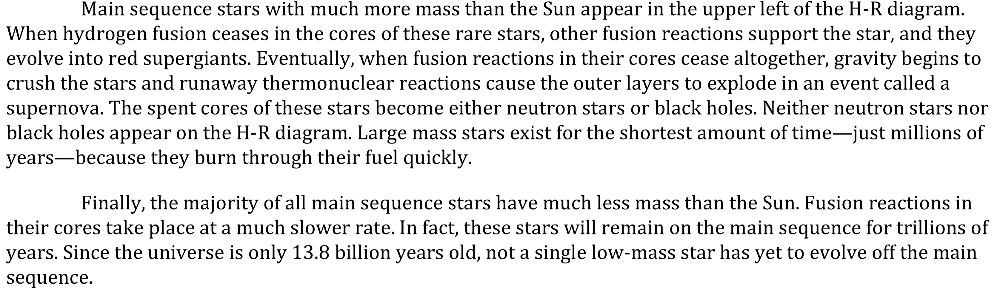 Main sequence stars with much more mass than the Sun appear in the upper left of the H-R diagram.
When hydrogen fusion ceases in the cores of these rare stars, other fusion reactions support the star, and they
evolve into red supergiants. Eventually, when fusion reactions in their cores cease altogether, gravity begins to
crush the stars and runaway thermonuclear reactions cause the outer layers to explode in an event called a
supernova. The spent cores of these stars become either neutron stars or black holes. Neither neutron stars nor
black holes appear on the H-R diagram. Large mass stars exist for the shortest amount of time—just millions of
years—because they burn through their fuel quickly.
Finally, the majority of all main sequence stars have much less mass than the Sun. Fusion reactions in
their cores take place at a much slower rate. In fact, these stars will remain on the main sequence for trillions of
years. Since the universe is only 13.8 billion years old, not a single low-mass star has yet to evolve off the main
sequence.